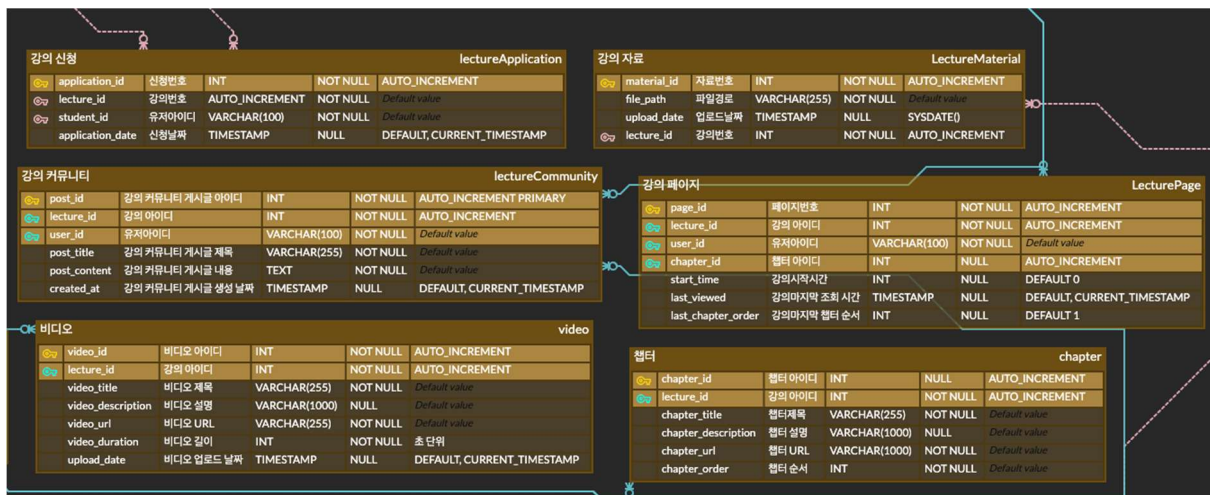 강의 신청 lectureApplication
application_id 신청번호 INT NOT NULL AUTO_INCREMENT
lecture_id 강의번호 AUTO_INCREMENT NOT NULL Default value
student_id 유저아이디 VARCHAR(100) NOT NULL Default value
application_date 신청날짜 TIMESTAMP NULL DEFAULT, CURRENT_TIMESTAMP
강의 자료 LectureMaterial
material_id 자료번호 INT NOT NULL AUTO_INCREMENT
file_path 파일경로 VARCHAR(255) NOT NULL Default value
upload_date 업로드날짜 TIMESTAMP NULL SYSDATE()
lecture_id 강의번호 INT NOT NULL AUTO_INCREMENT
강의 커뮤니티 lectureCommunity
post_id 강의 커뮤니티 게시글 아이디 INT NOT NULL AUTO_INCREMENT PRIMARY
lecture_id 강의 아이디 INT NOT NULL AUTO_INCREMENT
user_id 유저아이디 VARCHAR(100) NOT NULL Default value
post_title 강의 커뮤니티 게시글 제목 VARCHAR(255) NOT NULL Default value
post_content 강의 커뮤니티 게시글 내용 TEXT NOT NULL Default value
created_at 강의 커뮤니티 게시글 생성 날짜 TIMESTAMP NULL DEFAULT, CURRENT_TIMESTAMP
강의 페이지 LecturePage
page_id 페이지번호 INT NOT NULL AUTO_INCREMENT
lecture_id 강의 아이디 INT NOT NULL AUTO_INCREMENT
user_id 유저아이디 VARCHAR(100) NOT NULL Default value
chapter_id 챕터 아이디 INT NULL AUTO_INCREMENT
start_time 강의시작시간 INT NULL DEFAULT 0
last_viewed 강의마지막 조회 시간 TIMESTAMP NULL DEFAULT, CURRENT_TIMESTAMP
last_chapter_order 강의마지막 챕터 순서 INT NULL DEFAULT 1
비디오 video
video_id 비디오 아이디 INT NOT NULL AUTO_INCREMENT
lecture_id 강의 아이디 INT NOT NULL AUTO_INCREMENT
video_title 비디오 제목 VARCHAR(255) NOT NULL Default value
video_description 비디오 설명 VARCHAR(1000) NULL Default value
video_url 비디오 URL VARCHAR(255) NOT NULL Default value
video_duration 비디오 길이 INT NOT NULL 초 단위
upload_date 비디오 업로드 날짜 TIMESTAMP NULL DEFAULT, CURRENT_TIMESTAMP
챕터 chapter
chapter_id 챕터 아이디 INT NULL AUTO_INCREMENT
lecture_id 강의 아이디 INT NOT NULL AUTO_INCREMENT
chapter_title 챕터제목 VARCHAR(255) NOT NULL Default value
chapter_description 챕터 설명 VARCHAR(1000) NULL Default value
chapter_url 챕터 URL VARCHAR(1000) NOT NULL Default value
chapter_order 챕터 순서 INT NOT NULL Default value